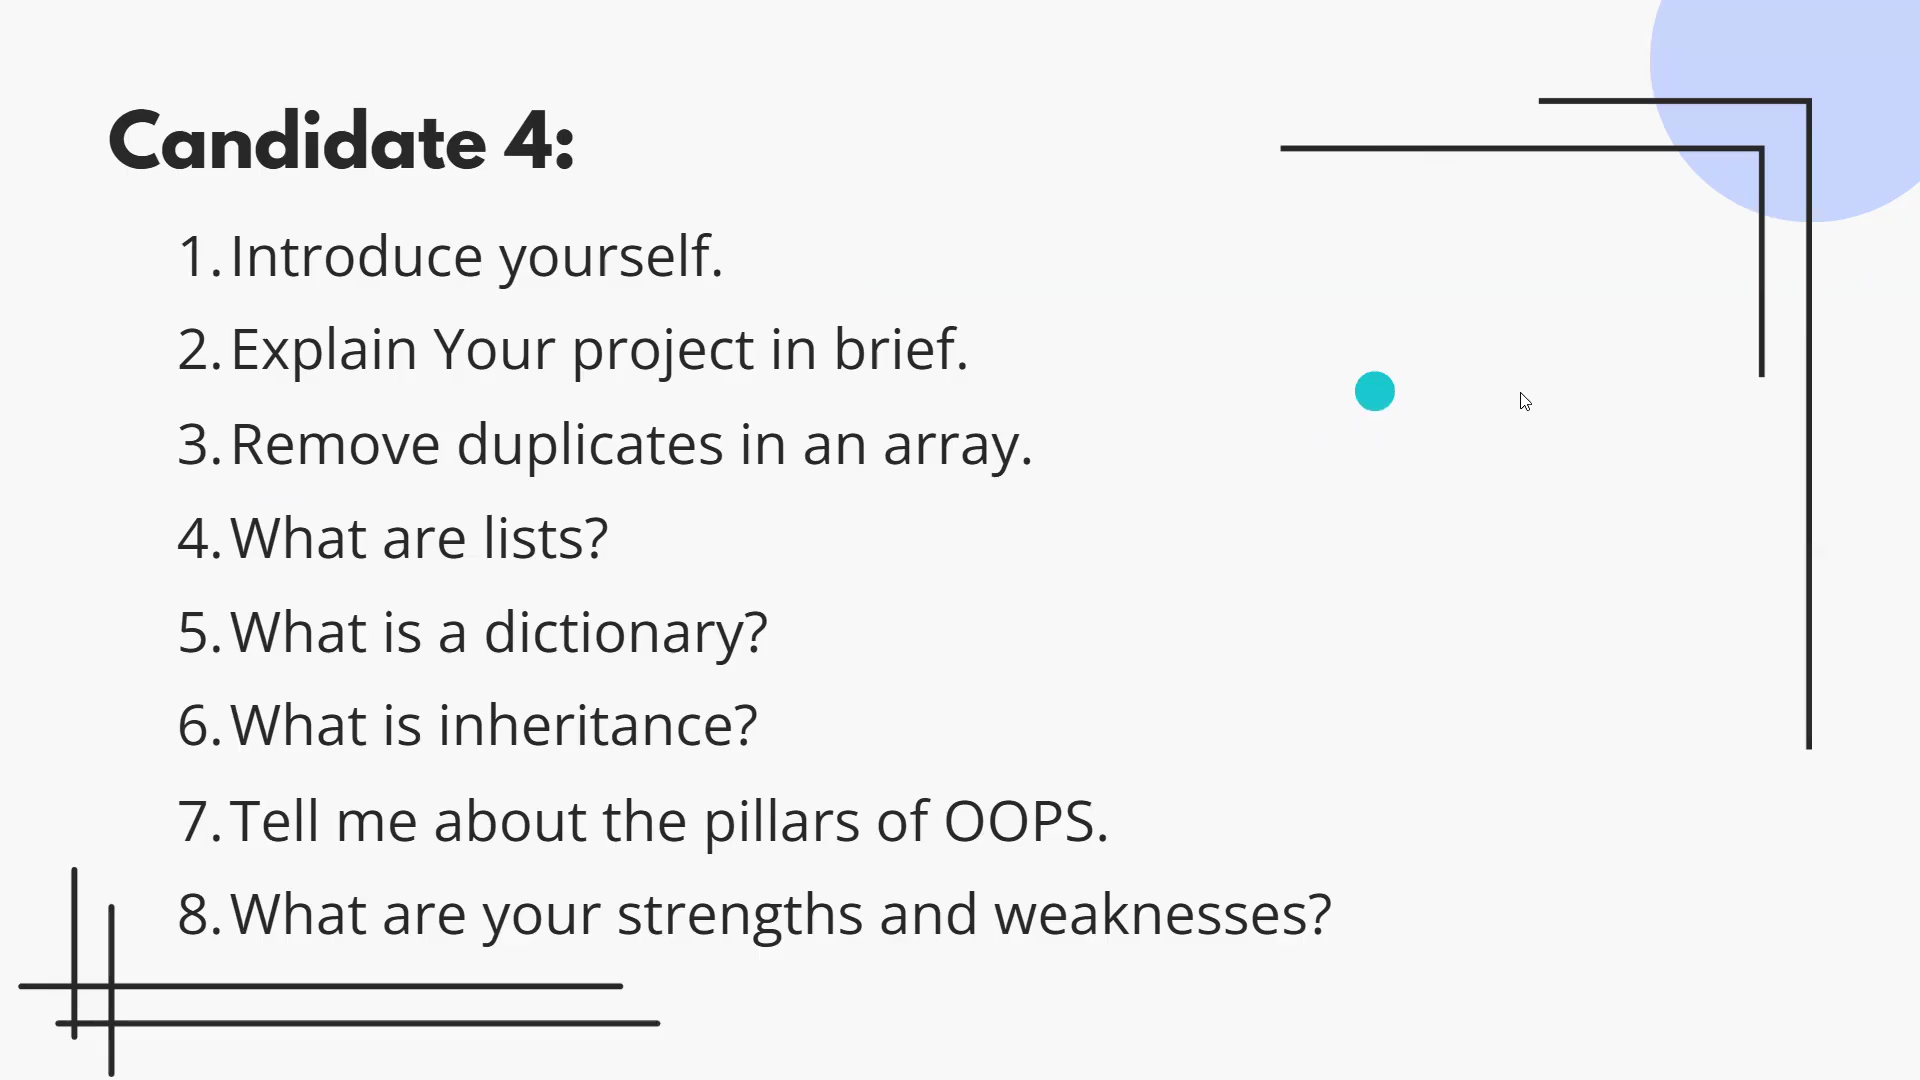 Candidate 4:
1. Introduce yourself.
2. Explain Your project in brief.
3. Remove duplicates in an array.
4. What are lists?
5. What is a dictionary?
6. What is inheritance?
7. Tell me about the pillars of OOPS.
8. What are your strengths and weaknesses?